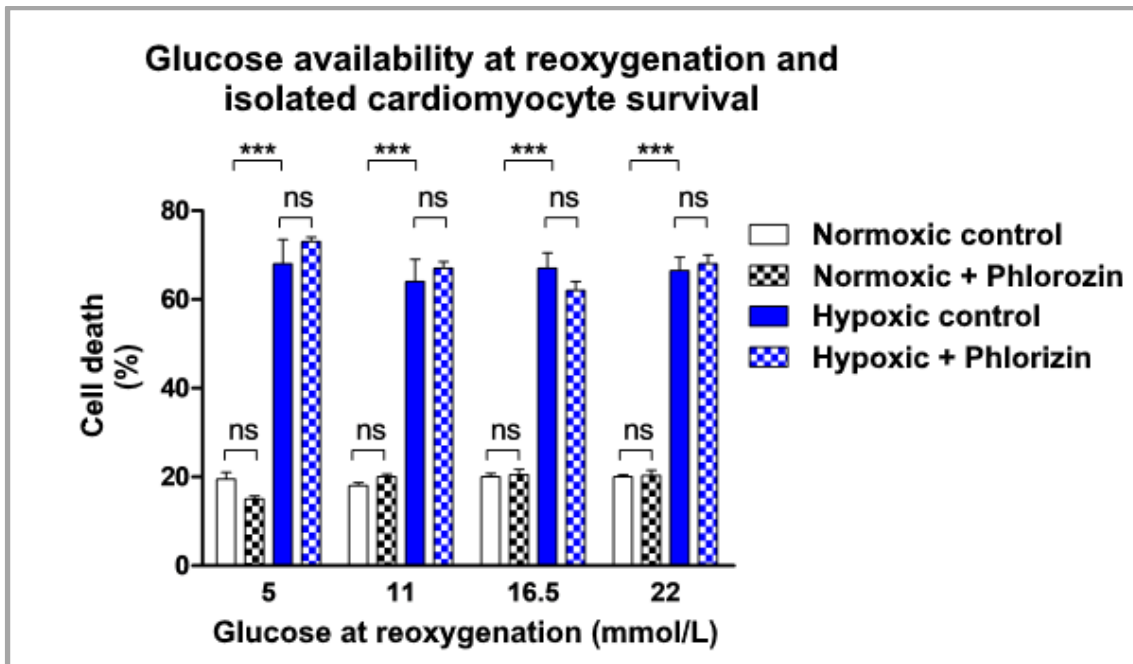 Glucose availability at reoxygenation and
isolated cardiomyocyte survival
*** *** *** ***
ns ns ns ns
80
60
40
20
0
ns ns ns ns
Cell death
(%)
5 11 16.5 22
Glucose at reoxygenation (mmol/L)
Normoxic control
Normoxic + Phlorozin
Hypoxic control
Hypoxic + Phlorizin